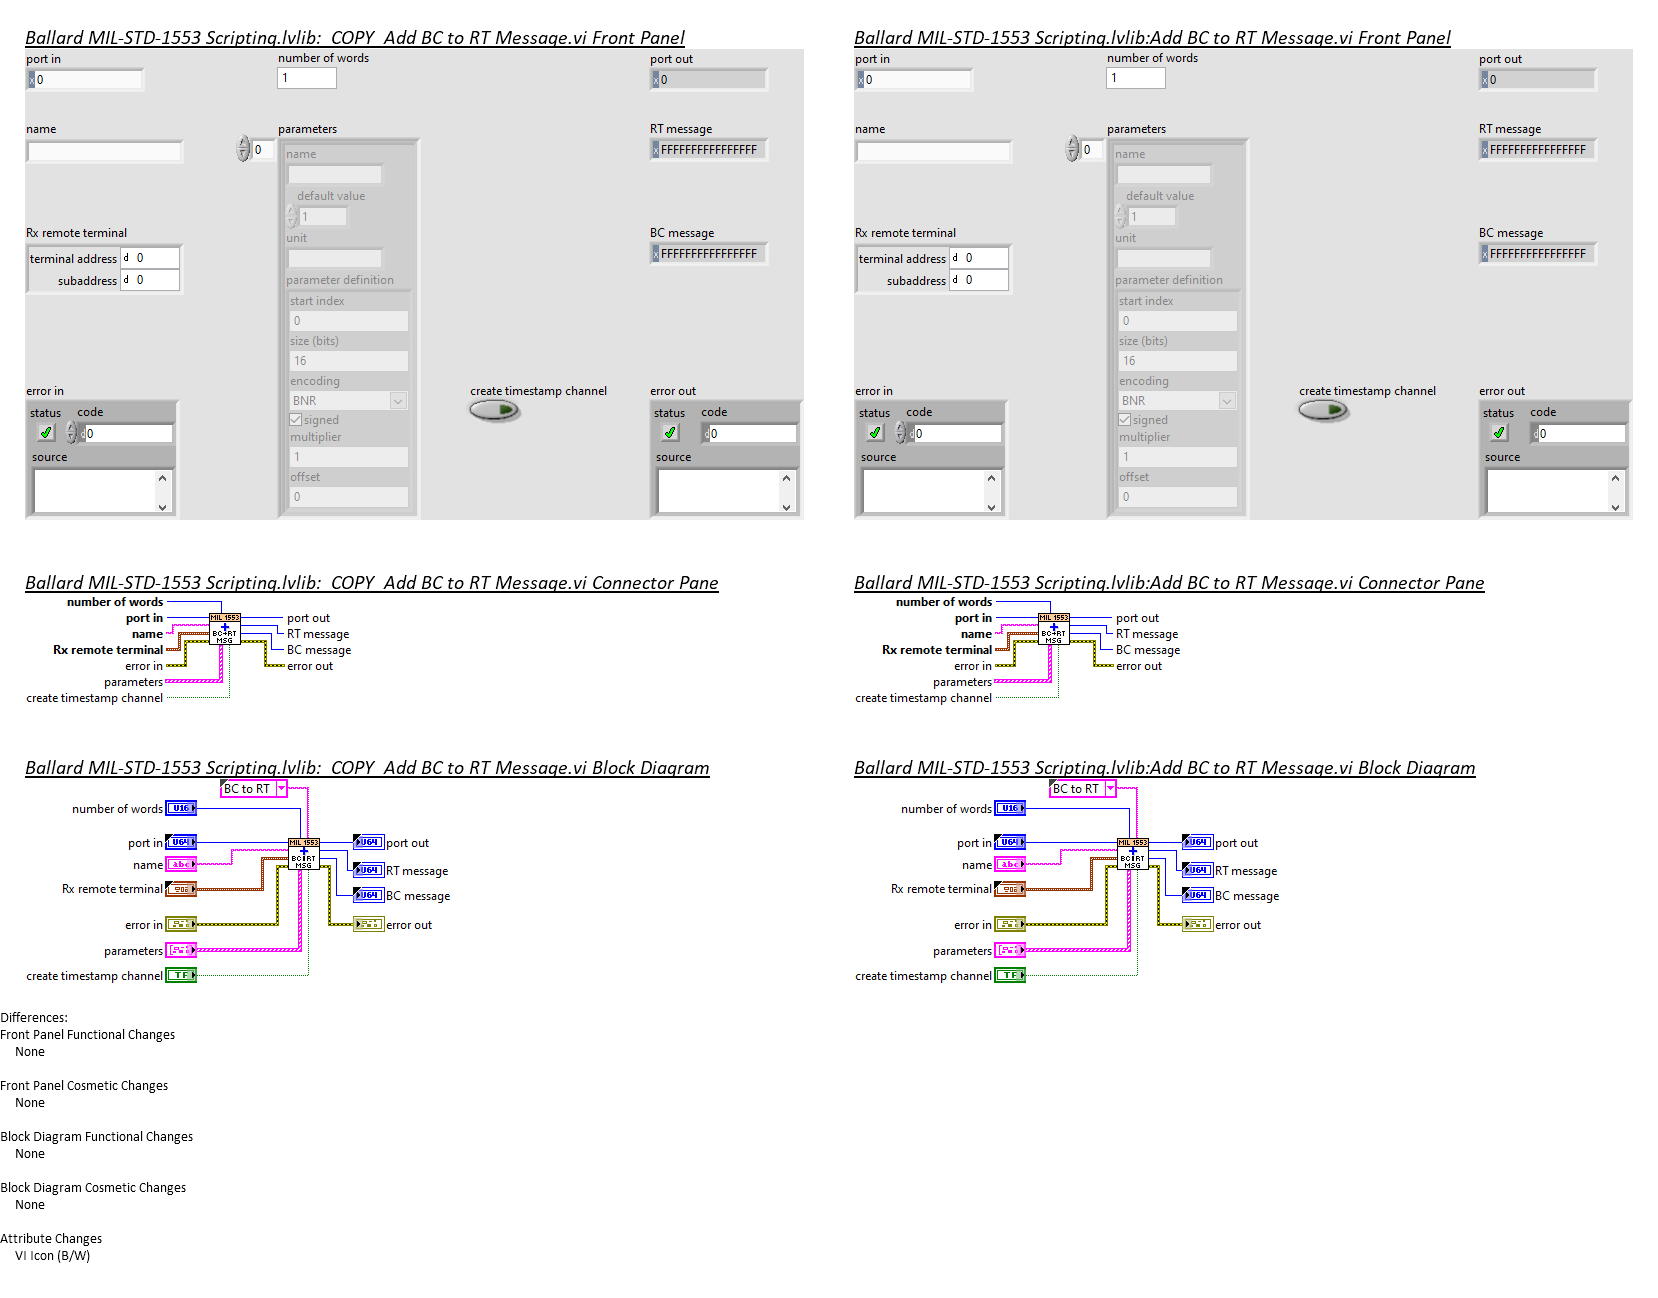 Ballard MIL-STD-1553 Scripting.lvlib:  COPY  Add BC to RT Message.vi Front Panel
port in
x 0
number of words
1
port out
x 0
name
0
parameters
RT message
x FFFFFFFFFFFFFFFF
name
default value
1
unit
Rx remote terminal
BC message
terminal address d 0
x FFFFFFFFFFFFFFFF
subaddress d 0
parameter definition
start index
0
size (bits)
16
encoding
BNR
signed
multiplier
1
offset
0
create timestamp channel
error in
status code
d 0
source
error out
status code
d 0
source
Ballard MIL-STD-1553 Scripting.lvlib:Add BC to RT Message.vi Front Panel
port in
x 0
number of words
1
port out
x 0
name
0
parameters
RT message
x FFFFFFFFFFFFFFFF
name
default value
1
unit
Rx remote terminal
BC message
terminal address d 0
x FFFFFFFFFFFFFFFF
subaddress d 0
parameter definition
start index
0
size (bits)
16
encoding
BNR
signed
multiplier
1
offset
0
create timestamp channel
error in
status code
d 0
source
error out
status code
d 0
source
Ballard MIL-STD-1553 Scripting.lvlib:  COPY  Add BC to RT Message.vi Connector Pane
number of words
port in
name
Rx remote terminal
error in
parameters
create timestamp channel
MIL 1553
BC→RT
MSG
port out
RT message
BC message
error out
Ballard MIL-STD-1553 Scripting.lvlib:Add BC to RT Message.vi Connector Pane
number of words
port in
name
Rx remote terminal
error in
parameters
create timestamp channel
MIL 1553
BC→RT
MSG
port out
RT message
BC message
error out
Ballard MIL-STD-1553 Scripting.lvlib:  COPY  Add BC to RT Message.vi Block Diagram
BC to RT
number of words U16
port in U64
name abc
Rx remote terminal
error in
parameters
create timestamp channel TF
MIL 1553
BC RT
MSG
U64 port out
U64 RT message
U64 BC message
error out
Ballard MIL-STD-1553 Scripting.lvlib:Add BC to RT Message.vi Block Diagram
BC to RT
number of words U16
port in U64
name abc
Rx remote terminal
error in
parameters
create timestamp channel TF
MIL 1553
BC RT
MSG
U64 port out
U64 RT message
U64 BC message
error out
Differences:
Front Panel Functional Changes
None
Front Panel Cosmetic Changes
None
Block Diagram Functional Changes
None
Block Diagram Cosmetic Changes
None
Attribute Changes
VI Icon (B/W)